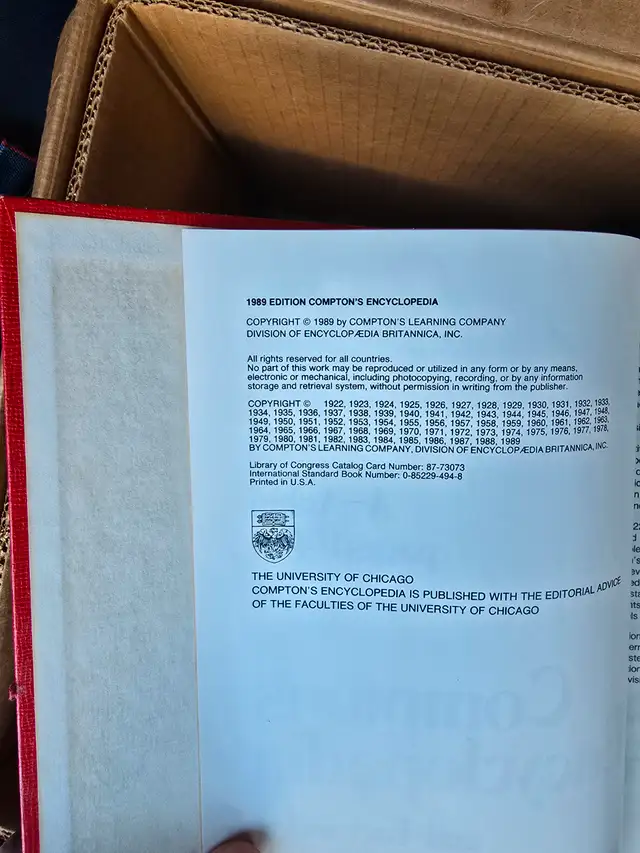 1989 EDITION COMPTON'S ENCYCLOPEDIA
COPYRIGHT © 1989 by COMPTON'S LEARNING COMPANY
DIVISION OF ENCYCLOPÆDIA BRITANNICA, INC.
All rights reserved for all countries.
No part of this work may be reproduced or utilized in any form or by any means,
electronic or mechanical, including photocopying, recording, or by any information
storage and retrieval system, without permission in writing from the publisher.
COPYRIGHT © 1922, 1923, 1924, 1925, 1926, 1927, 1928, 1929, 1930, 1931, 1932, 1933,
1934, 1935, 1936, 1937, 1938, 1939, 1940, 1941, 1942, 1943, 1944, 1945, 1946, 1947, 1948,
1949, 1950, 1951, 1952, 1953, 1954, 1955, 1956, 1957, 1958, 1959, 1960, 1961, 1962, 1963,
1964, 1965, 1966, 1967, 1968, 1969, 1970, 1971, 1972, 1973, 1974, 1975, 1976, 1977, 1978,
1979, 1980, 1981, 1982, 1983, 1984, 1985, 1986, 1987, 1988, 1989
BY COMPTON'S LEARNING COMPANY, DIVISION OF ENCYCLOPÆDIA BRITANNICA, INC.
Library of Congress Catalog Card Number: 87-73073
International Standard Book Number: 0-85229-494-8
Printed in U.S.A.
THE UNIVERSITY OF CHICAGO
COMPTON'S ENCYCLOPEDIA IS PUBLISHED WITH THE EDITORIAL ADVICE
OF THE FACULTIES OF THE UNIVERSITY OF CHICAGO